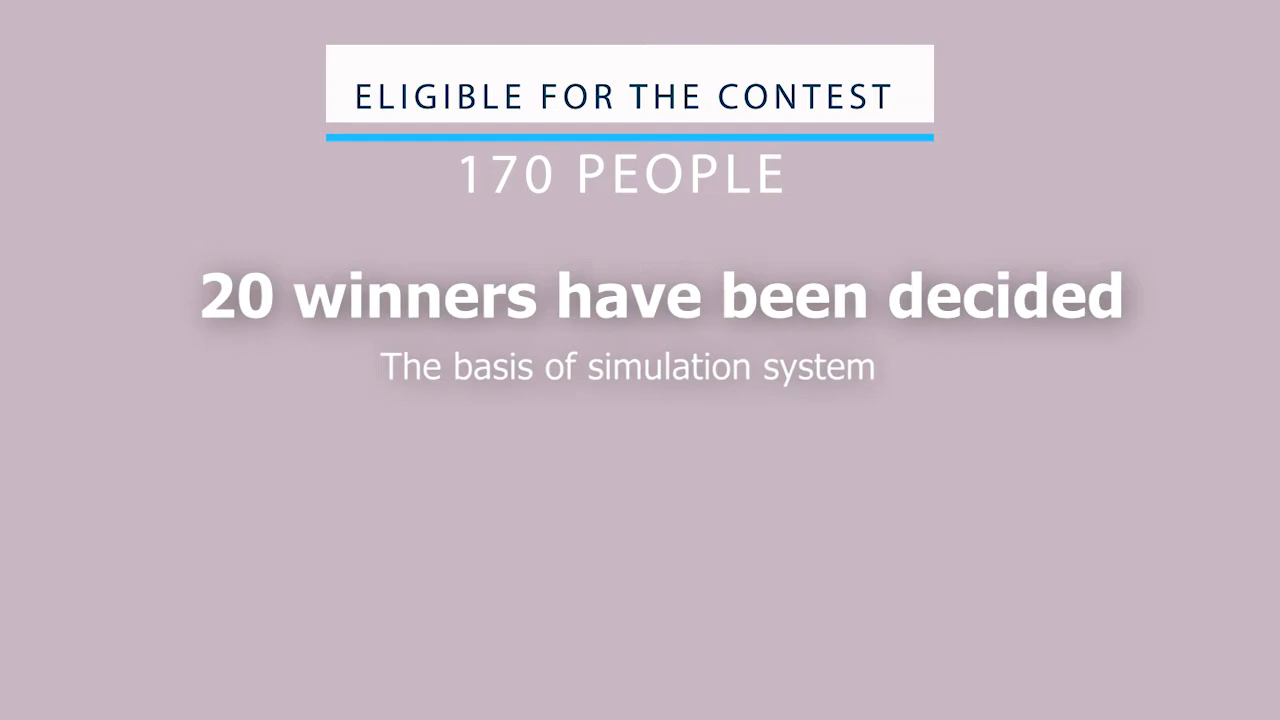 ELIGIBLE FOR THE CONTEST
170 PEOPLE
20 winners have been decided
The basis of simulation system